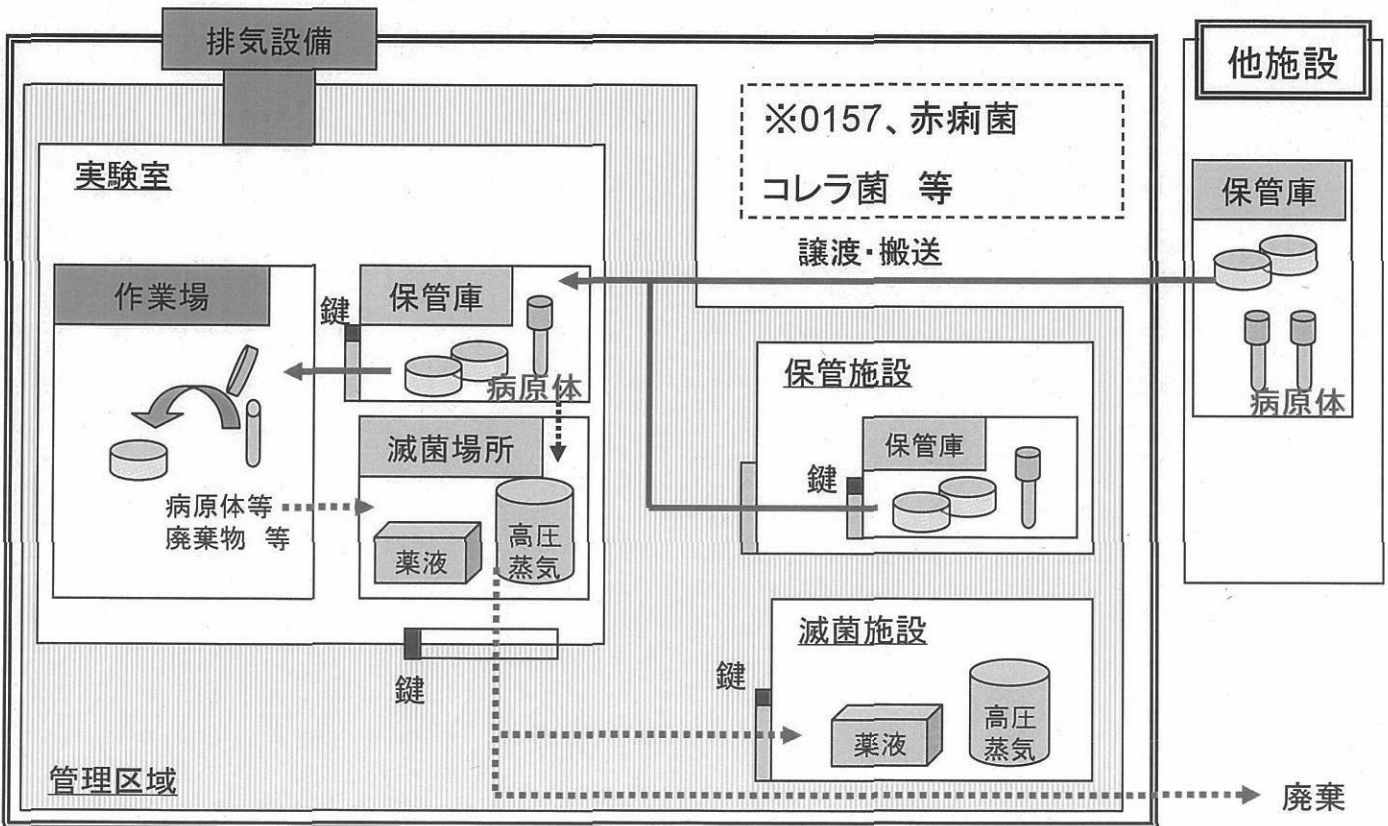 排気設備
他施設
※0157、赤痢菌
コレラ菌 等
実験室
保管庫
譲渡・搬送
作業場
鍵
保管庫
病原体
保管施設
病原体
滅菌場所
保管庫
鍵
病原体等
廃棄物 等
薬液
高圧
蒸気
滅菌施設
鍵
鍵
薬液
高圧
蒸気
管理区域
廃棄